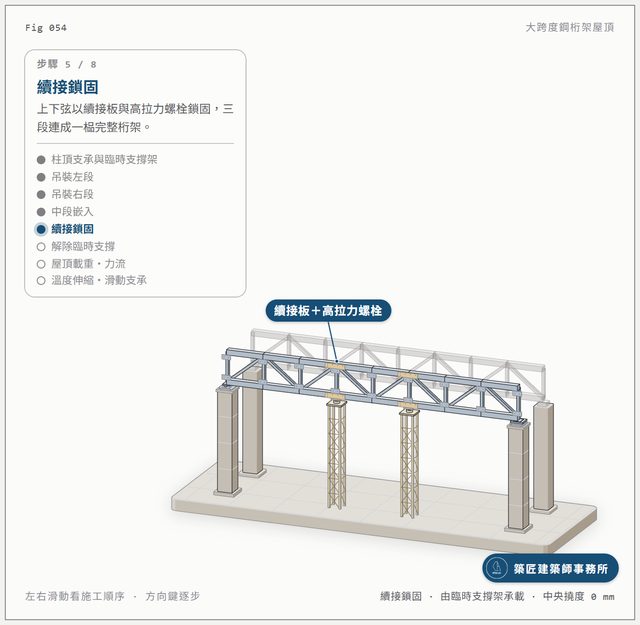 Fig 054
大跨度鋼桁架屋頂
步驟 5 / 8
續接鎖固
上下弦以續接板與高拉力螺栓鎖固，三
段連成一榀完整桁架。
柱頂支承與臨時支撐架
吊裝左段
吊裝右段
中段嵌入
續接鎖固
解除臨時支撐
屋頂載重・力流
溫度伸縮・滑動支承
續接板＋高拉力螺栓
築匠建築師事務所
左右滑動看施工順序 · 方向鍵逐步
續接鎖固 · 由臨時支撐架承載 · 中央撓度 0 mm